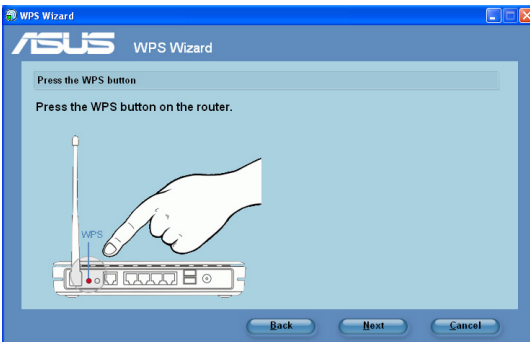 WPS Wizard
ASUS WPS Wizard
Press the WPS button
Press the WPS button on the router.
WPS
Back Next Cancel